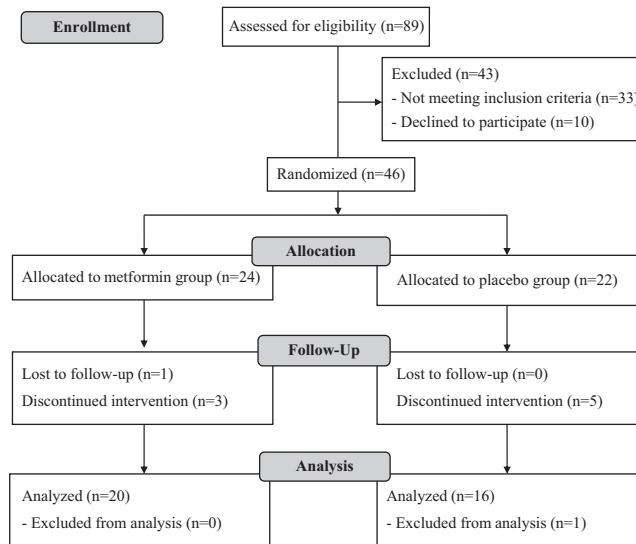 Enrollment
Assessed for eligibility (n=89)
Excluded (n=43)
- Not meeting inclusion criteria (n=33)
- Declined to participate (n=10)
Randomized (n=46)
Allocation
Allocated to metformin group (n=24)
Allocated to placebo group (n=22)
Follow-Up
Lost to follow-up (n=1)
Discontinued intervention (n=3)
Lost to follow-up (n=0)
Discontinued intervention (n=5)
Analysis
Analyzed (n=20)
- Excluded from analysis (n=0)
Analyzed (n=16)
- Excluded from analysis (n=1)